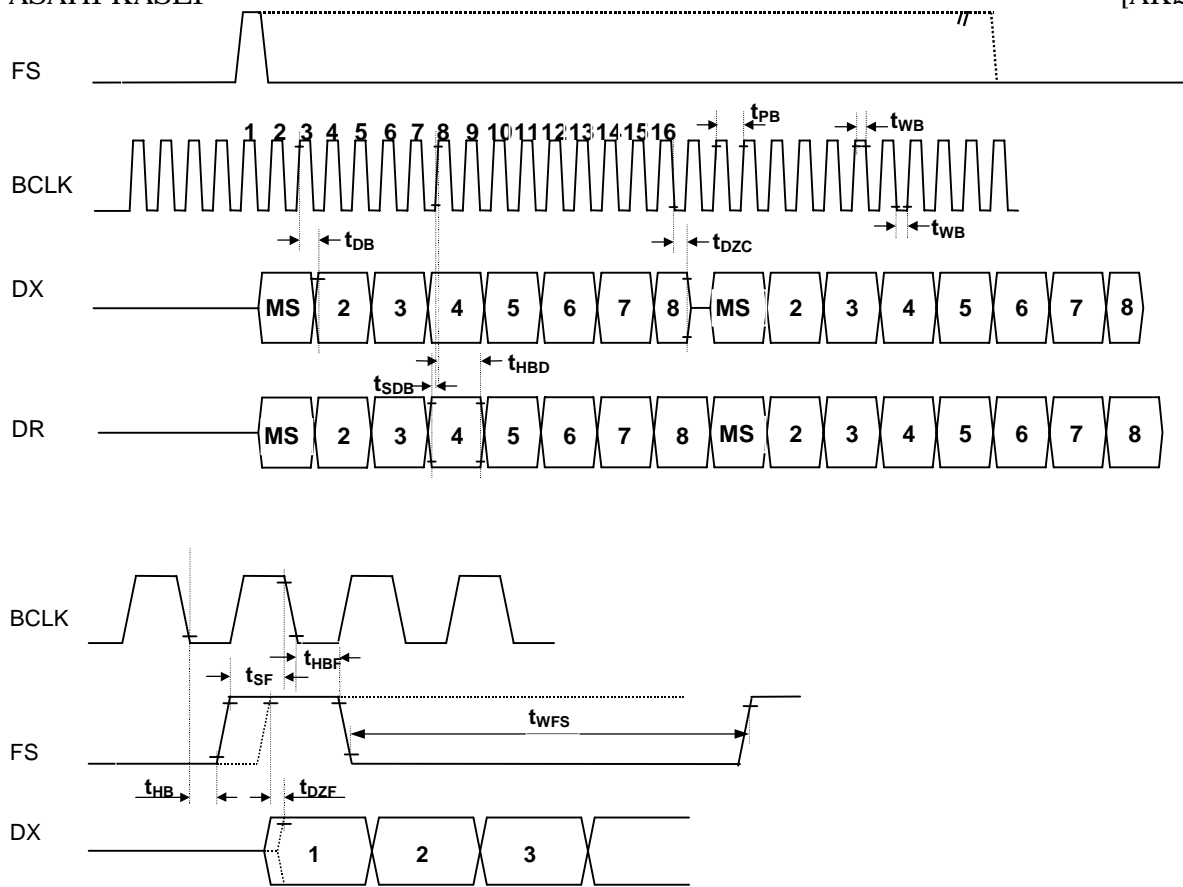 ASAHI KASEI
[AKS
FS
1 2 3 4 5 6 7 8 9 10 11 12 13 14 15 16
tPB
tWB
BCLK
tDB
tDZC
tWB
DX
MS 2 3 4 5 6 7 8 MS 2 3 4 5 6 7 8
tHBD
tSDB
DR
MS 2 3 4 5 6 7 8 MS 2 3 4 5 6 7 8
BCLK
tHBF
tSF
tWFS
FS
tHB
tDZF
DX
1 2 3